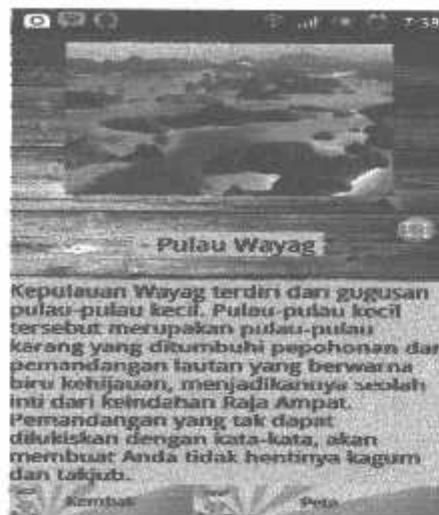 7:38
- Pulau Wayag
Kepulauan Wayag terdiri dari gugusan
pulau-pulau kecil. Pulau-pulau kecil
tersebut merupakan pulau-pulau
karang yang ditumbuhi pepohonan dan
pemandangan lautan yang berwarna
biru kehijauan, menjadikannya seolah
inti dari keindahan Raja Ampat.
Pemandangan yang tak dapat
dilukiskan dengan kata-kata, akan
membuat Anda tidak hentinya kagum
dan takjub.
Kembali
Peta